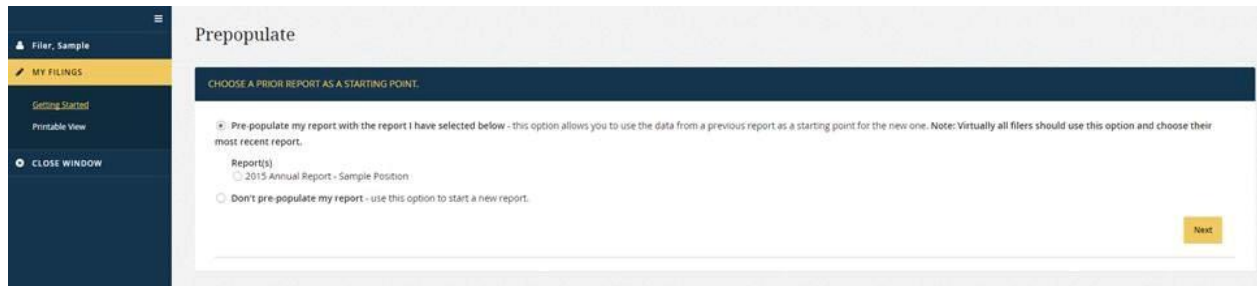 Filer, Sample
MY FILINGS
Getting Started
Printable View
CLOSE WINDOW
Prepopulate
CHOOSE A PRIOR REPORT AS A STARTING POINT.
Pre-populate my report with the report I have selected below - this option allows you to use the data from a previous report as a starting point for the new one. Note: Virtually all filers should use this option and choose their
most recent report.
Report(s)
2015 Annual Report - Sample Position
Don't pre-populate my report - use this option to start a new report.
Next